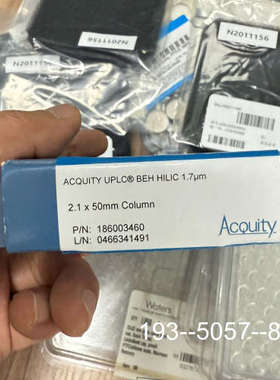 N2011156
N2011156
N2011156
ACQUITY UPLC® BEH HILIC 1.7µm
2.1 x 50mm Column
P/N: 186003460
L/N: 0466341491
Acquity
Waters
193--5057--8